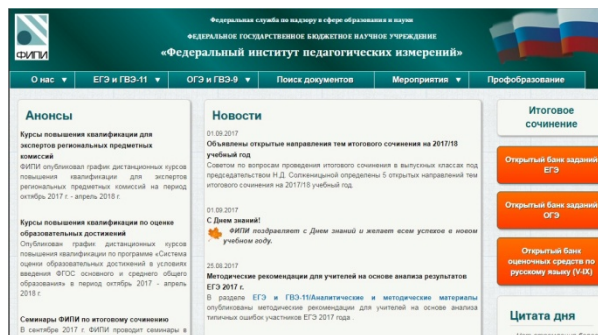 Федеральная служба по надзору в сфере образования и науки
ФЕДЕРАЛЬНОЕ ГОСУДАРСТВЕННОЕ БЮДЖЕТНОЕ НАУЧНОЕ УЧРЕЖДЕНИЕ
«Федеральный институт педагогических измерений»
ФИПИ
О нас ▼ ЕГЭ и ГВЭ-11 ▼ ОГЭ и ГВЭ-9 ▼ Поиск документов Мероприятия ▼ Профобразование
Анонсы
Курсы повышения квалификации для
экспертов региональных предметных
комиссий
ФИПИ опубликовал график дистанционных курсов
повышения квалификации для экспертов
региональных предметных комиссий на период
октябрь 2017 г. - апрель 2018 г.
Курсы повышения квалификации по оценке
образовательных достижений
Опубликован график дистанционных курсов
повышения квалификации по программе «Система
оценки образовательных достижений в условиях
введения ФГОС основного и среднего общего
образования» в период октябрь 2017 - апрель
2018 г.
Семинары ФИПИ по итоговому сочинению
В сентябре 2017 г. ФИПИ проводит семинары в
Новости
01.09.2017
Объявлены открытые направления тем итогового сочинения на 2017/18
учебный год
Советом по вопросам проведения итогового сочинения в выпускных классах под
председательством Н.Д. Солженицыной определены 5 открытых направлений тем
итогового сочинения на 2017/18 учебный год.
01.09.2017
С Днем знаний!
ФИПИ поздравляет с Днем знаний и желает всем успехов в новом
учебном году.
25.08.2017
Методические рекомендации для учителей на основе анализа результатов
ЕГЭ 2017 г.
В разделе ЕГЭ и ГВЭ-11/Аналитические и методические материалы
опубликованы методические рекомендации для учителей на основе анализа
типичных ошибок участников ЕГЭ 2017 года .
Итоговое
сочинение
Открытый банк заданий
ЕГЭ
Открытый банк заданий
ОГЭ
Открытый банк
оценочных средств по
русскому языку (V-IX)
Цитата дня